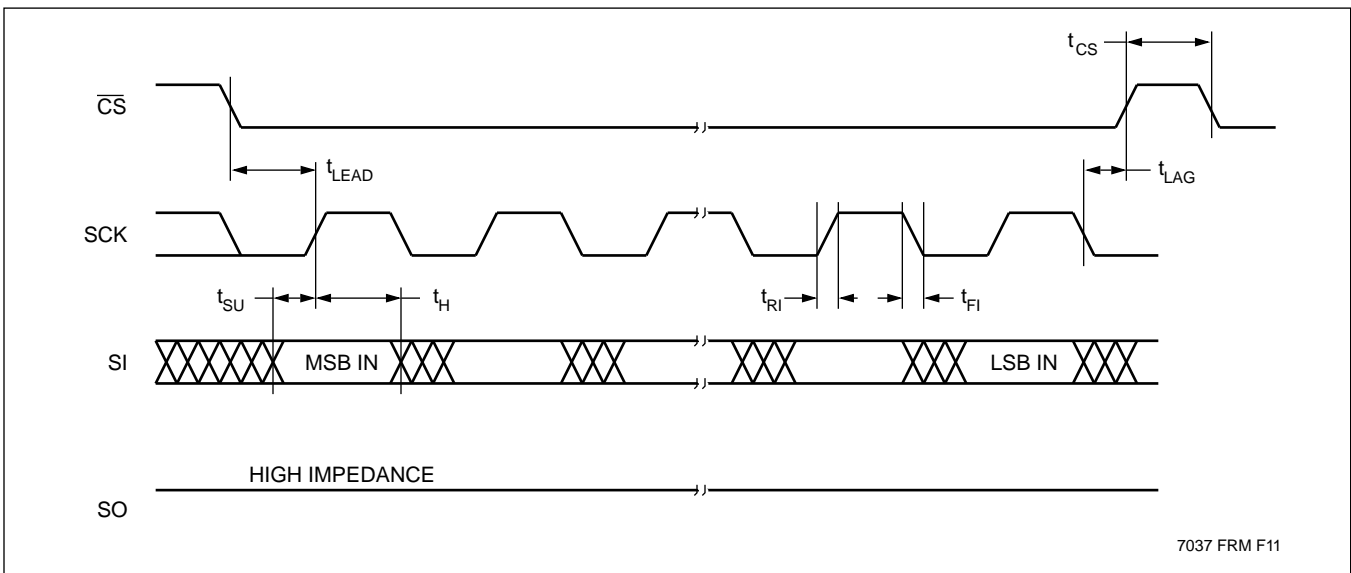 tCS
CS
tLEAD
tLAG
SCK
tSU
tH
tRI
tFI
SI
MSB IN
LSB IN
HIGH IMPEDANCE
SO
7037 FRM F11